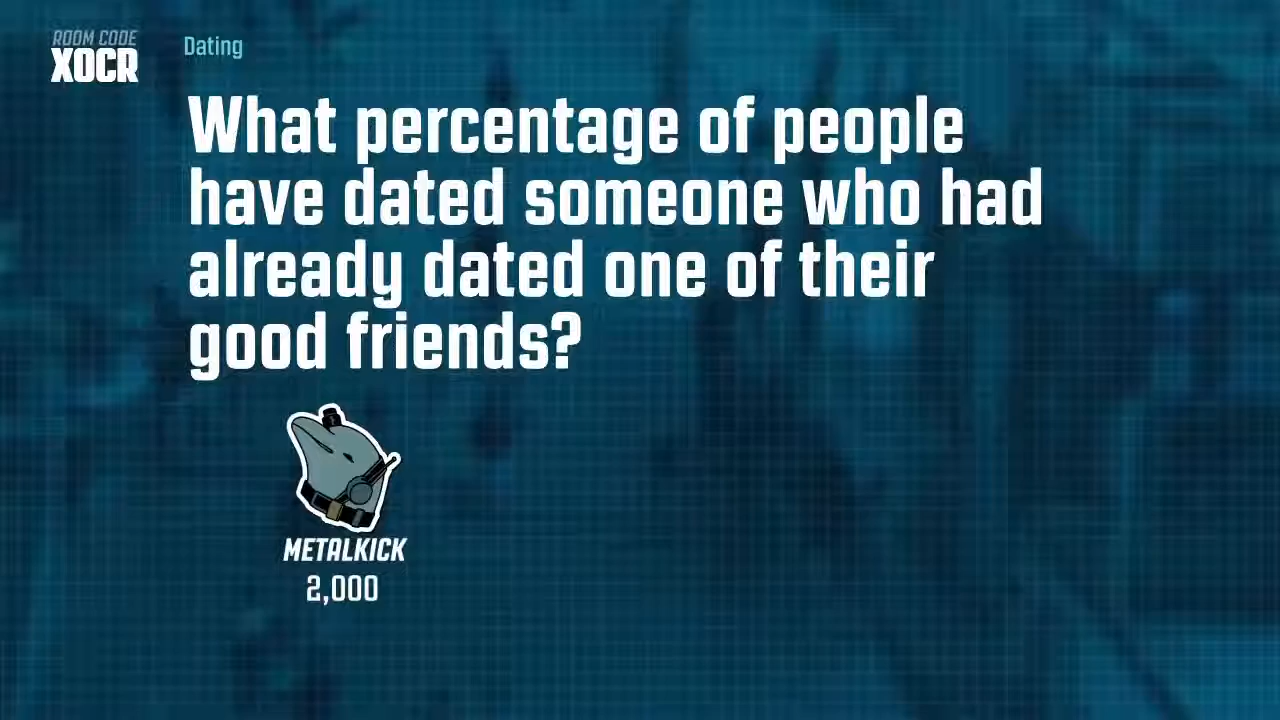 ROOM CODE
XOCR
Dating
What percentage of people
have dated someone who had
already dated one of their
good friends?
METALKICK
2,000